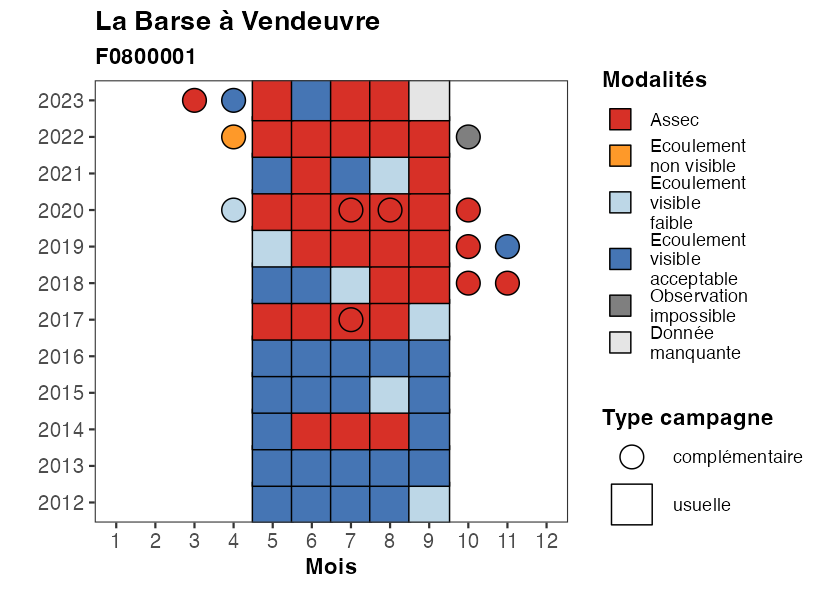 La Barse à Vendeuvre
F0800001
2023
2022
2021
2020
2019
2018
2017
2016
2015
2014
2013
2012
1 2 3 4 5 6 7 8 9 10 11 12
Mois
Modalités
Assec
Ecoulement
non visible
Ecoulement
visible
faible
Ecoulement
visible
acceptable
Observation
impossible
Donnée
manquante
Type campagne
complémentaire
usuelle